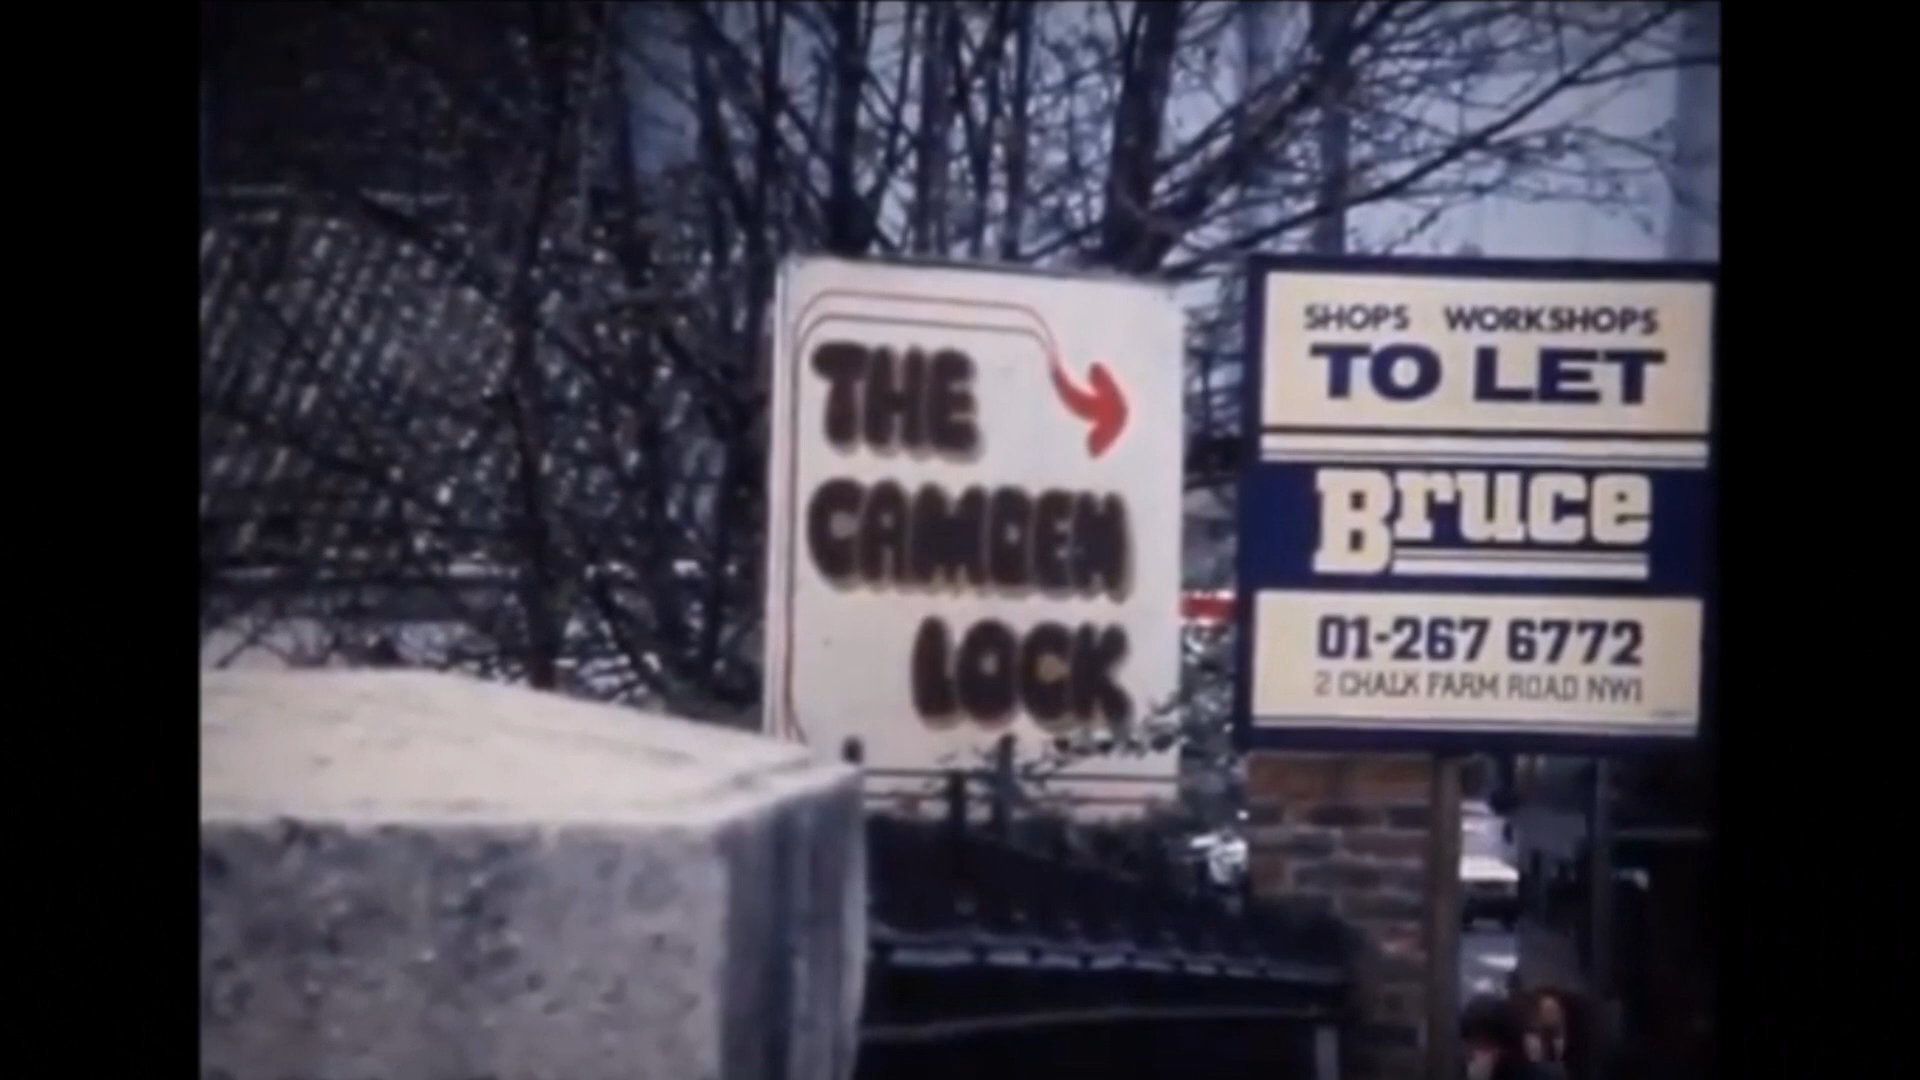 THE
CAMDEN
LOCK
SHOPS WORKSHOPS
TO LET
Bruce
01-267 6772
2 CHALK FARM ROAD NW1